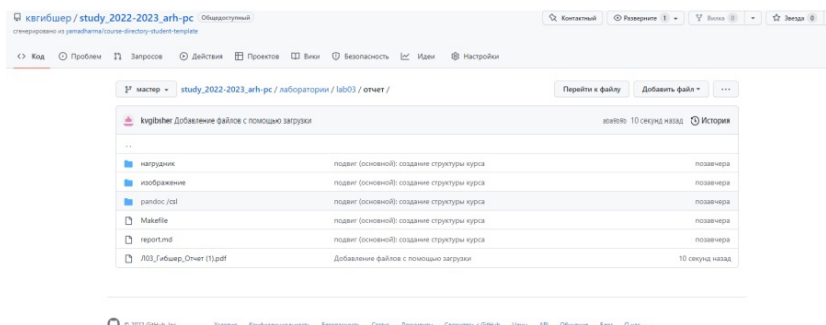 квгибшер / study_2022-2023_arh-pc Общедоступный
Контактный Разверните 1 Вилка 0 Звезда 0
сгенерировано из yamadharma/course-directory-student-template
Код Проблем Запросов Действия Проектов Вики Безопасность Идеи Настройки
мастер study_2022-2023_arh-pc / лаборатории / lab03 / отчет / Перейти к файлу Добавить файл ...
kvgibsher Добавление файлов с помощью загрузки 10 секунд назад История
..
нагрудник подвиг (основной): создание структуры курса позавчера
изображение подвиг (основной): создание структуры курса позавчера
pandoc /csl подвиг (основной): создание структуры курса позавчера
Makefile подвиг (основной): создание структуры курса позавчера
report.md подвиг (основной): создание структуры курса позавчера
Л03_Гибшер_Отчет (1).pdf Добавление файлов с помощью загрузки 10 секунд назад